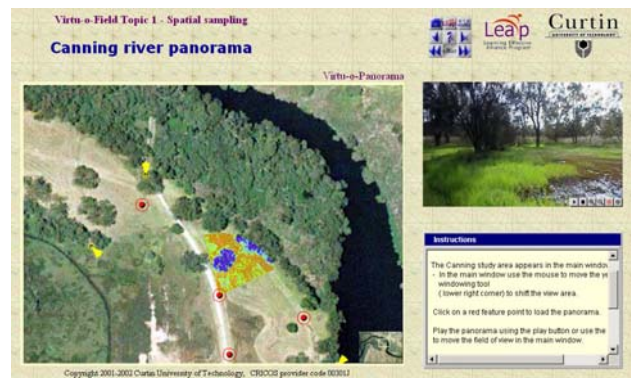 Virtu-o-Field Topic 1 - Spatial sampling
Canning river panorama
Leap
Learning Effective
Alliance Program
Curtin
UNIVERSITY OF TECHNOLOGY
Virtu-o-Panorama
Instructions
The Canning study area appears in the main window
- In the main window use the mouse to move the ye
windowing tool
( lower right corner) to shift the view area.
Click on a red feature point to load the panorama.
Play the panorama using the play button or use the
to move the field of view in the main window.
Copyright 2001-2002 Curtin University of Technology, CRICOS provider code 00301J